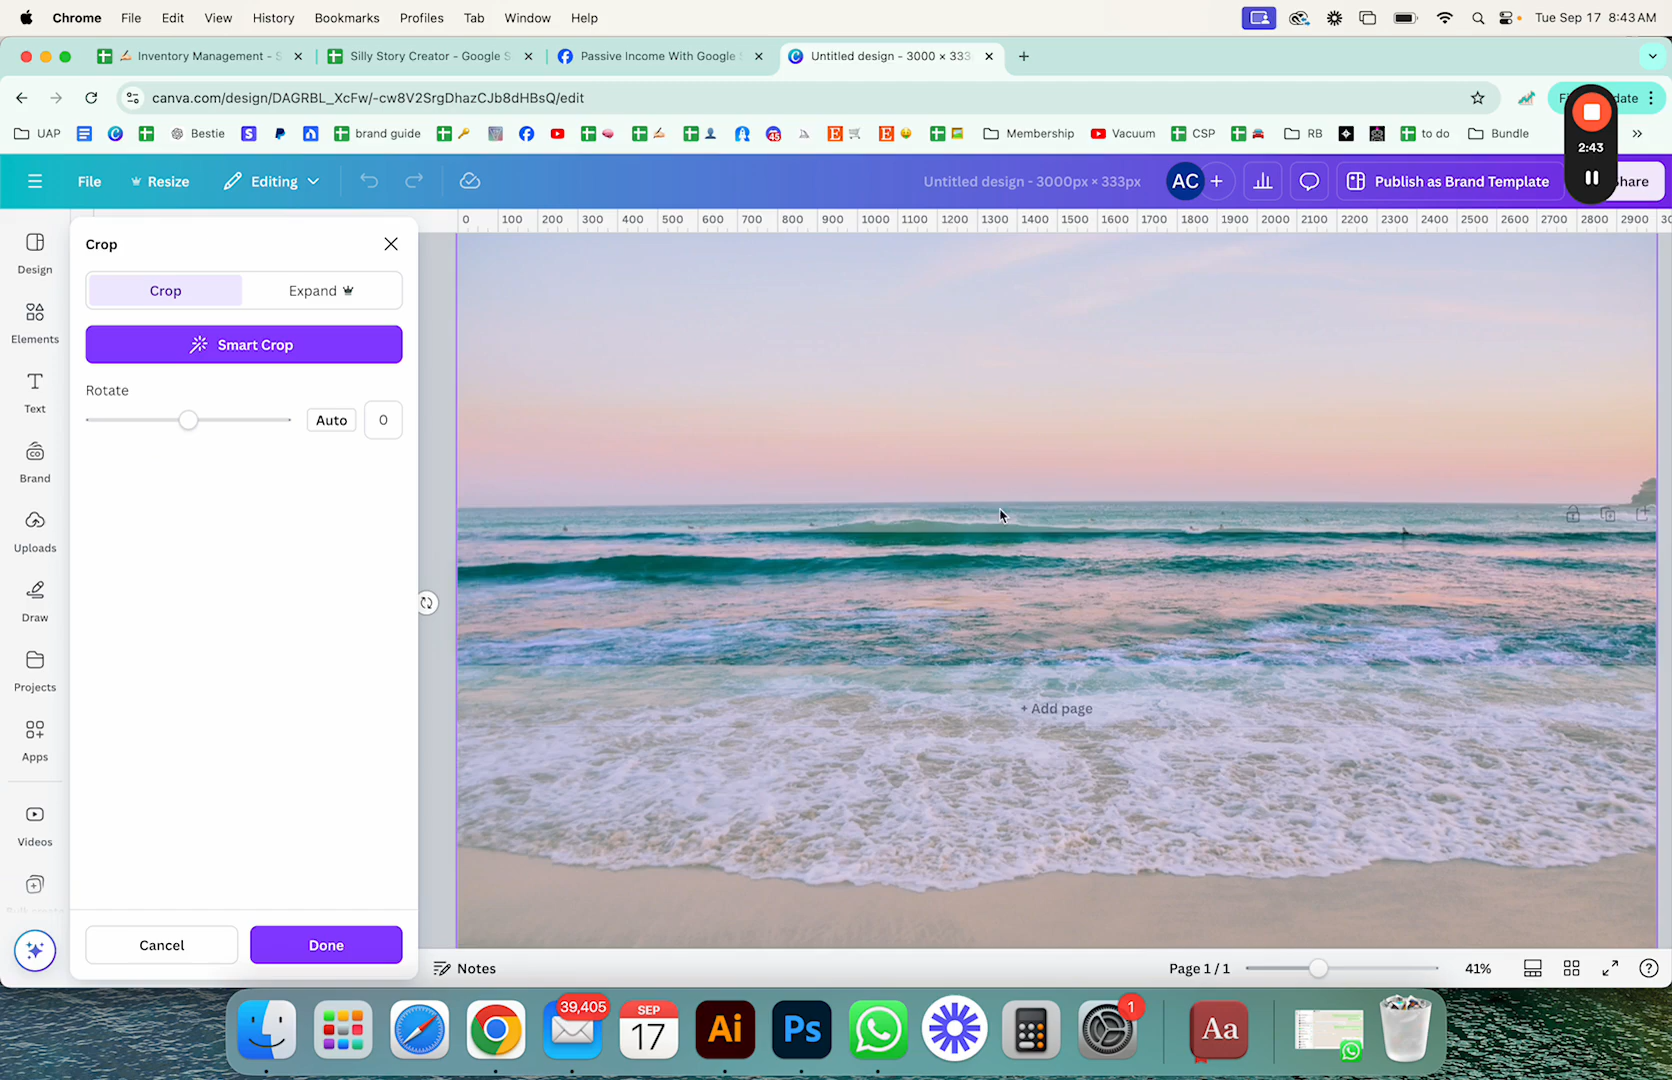 Chrome File Edit View History Bookmarks Profiles Tab Window Help Tue Sep 17 8:43 AM
Inventory Management - S Silly Story Creator - Google S Passive Income With Google S Untitled design - 3000 × 333
canva.com/design/DAGRBL_XcFw/-cw8V2SrgDhazCJb8dHBsQ/edit
UAP Bestie brand guide Membership Vacuum CSP RB to do Bundle
2:43
File Resize Editing Untitled design - 3000px × 333px AC Publish as Brand Template hare
0 100 200 300 400 500 600 700 800 900 1000 1100 1200 1300 1400 1500 1600 1700 1800 1900 2000 2100 2200 2300 2400 2500 2600 2700 2800 2900
Design
Elements
Text
Brand
Uploads
Draw
Projects
Apps
Videos
Crop
Crop Expand
Smart Crop
Rotate
Auto 0
+ Add page
Cancel Done
Notes Page 1 / 1 41%
39,405 SEP 1
17 Ai Ps Aa